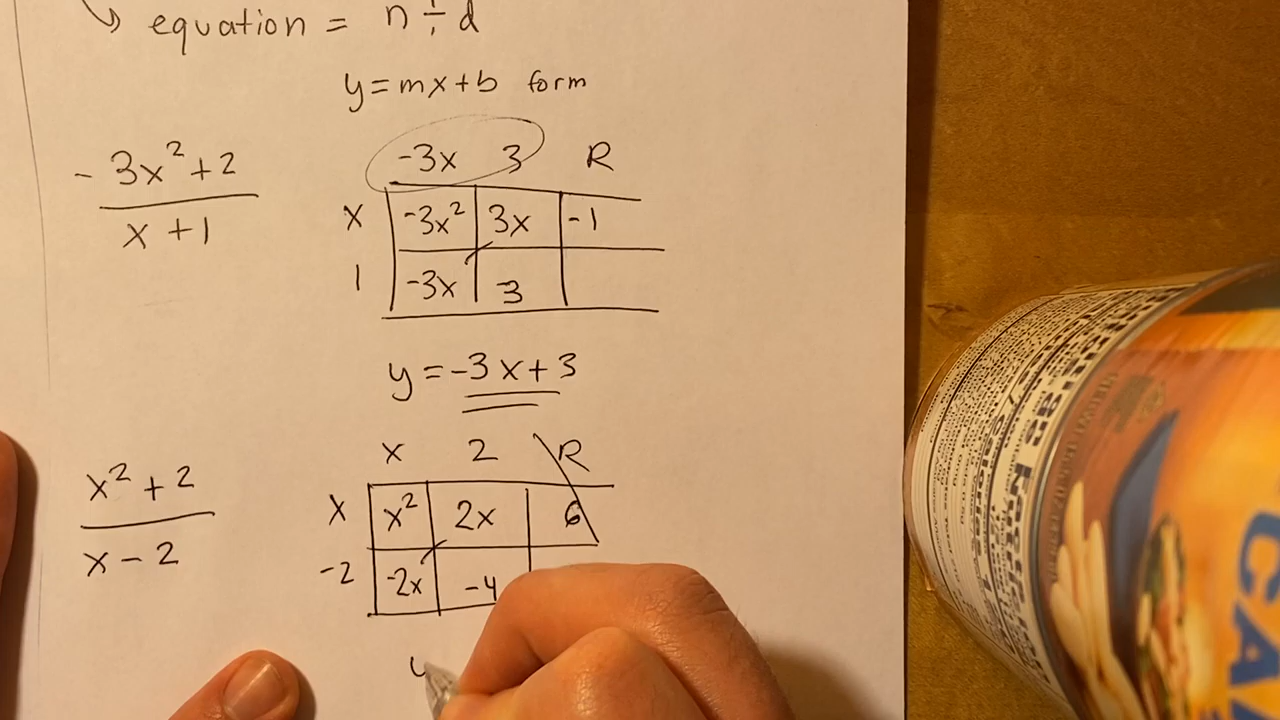 ↳ equation = n ÷ d
y = mx + b form
-3x² + 2
x + 1
-3x 3 R
x -3x² 3x -1
1 -3x 3
y = -3x + 3
x² + 2
x - 2
x 2 R
x x² 2x 6
-2 -2x -4
y
CAN